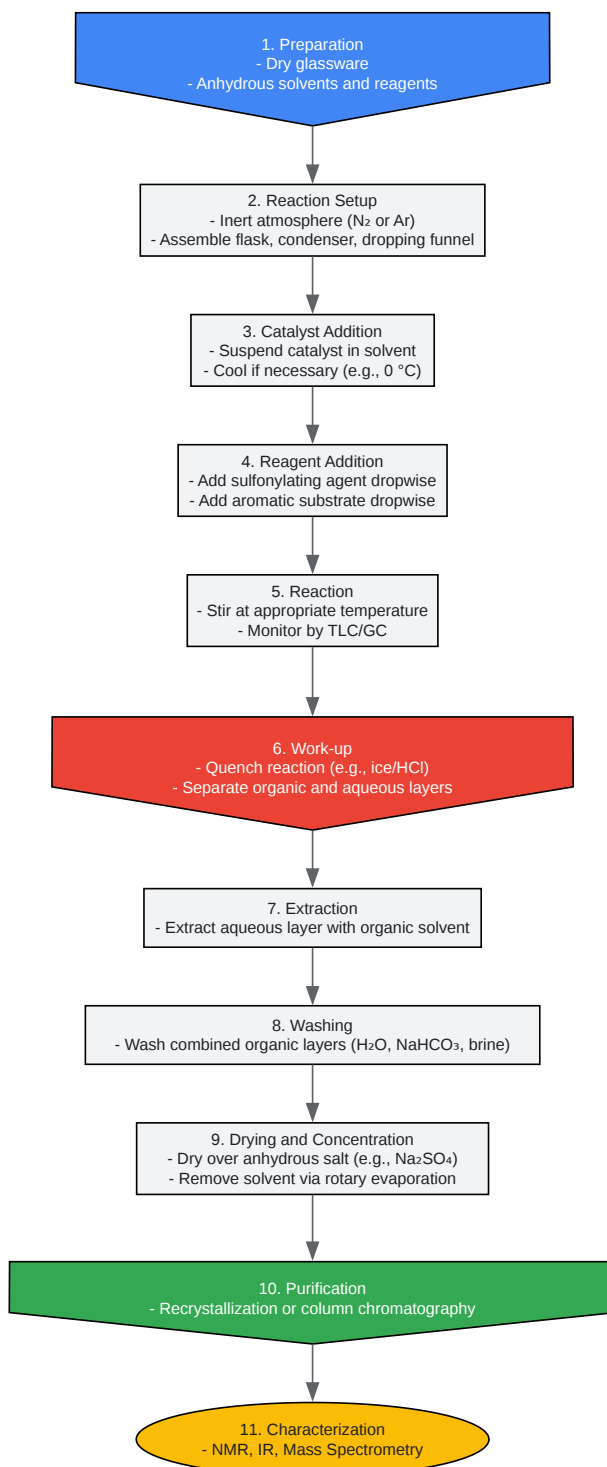 1. Preparation
- Dry glassware
- Anhydrous solvents and reagents
2. Reaction Setup
- Inert atmosphere (N₂ or Ar)
- Assemble flask, condenser, dropping funnel
3. Catalyst Addition
- Suspend catalyst in solvent
- Cool if necessary (e.g., 0 °C)
4. Reagent Addition
- Add sulfonylating agent dropwise
- Add aromatic substrate dropwise
5. Reaction
- Stir at appropriate temperature
- Monitor by TLC/GC
6. Work-up
- Quench reaction (e.g., ice/HCl)
- Separate organic and aqueous layers
7. Extraction
- Extract aqueous layer with organic solvent
8. Washing
- Wash combined organic layers (H₂O, NaHCO₃, brine)
9. Drying and Concentration
- Dry over anhydrous salt (e.g., Na₂SO₄)
- Remove solvent via rotary evaporation
10. Purification
- Recrystallization or column chromatography
11. Characterization
- NMR, IR, Mass Spectrometry